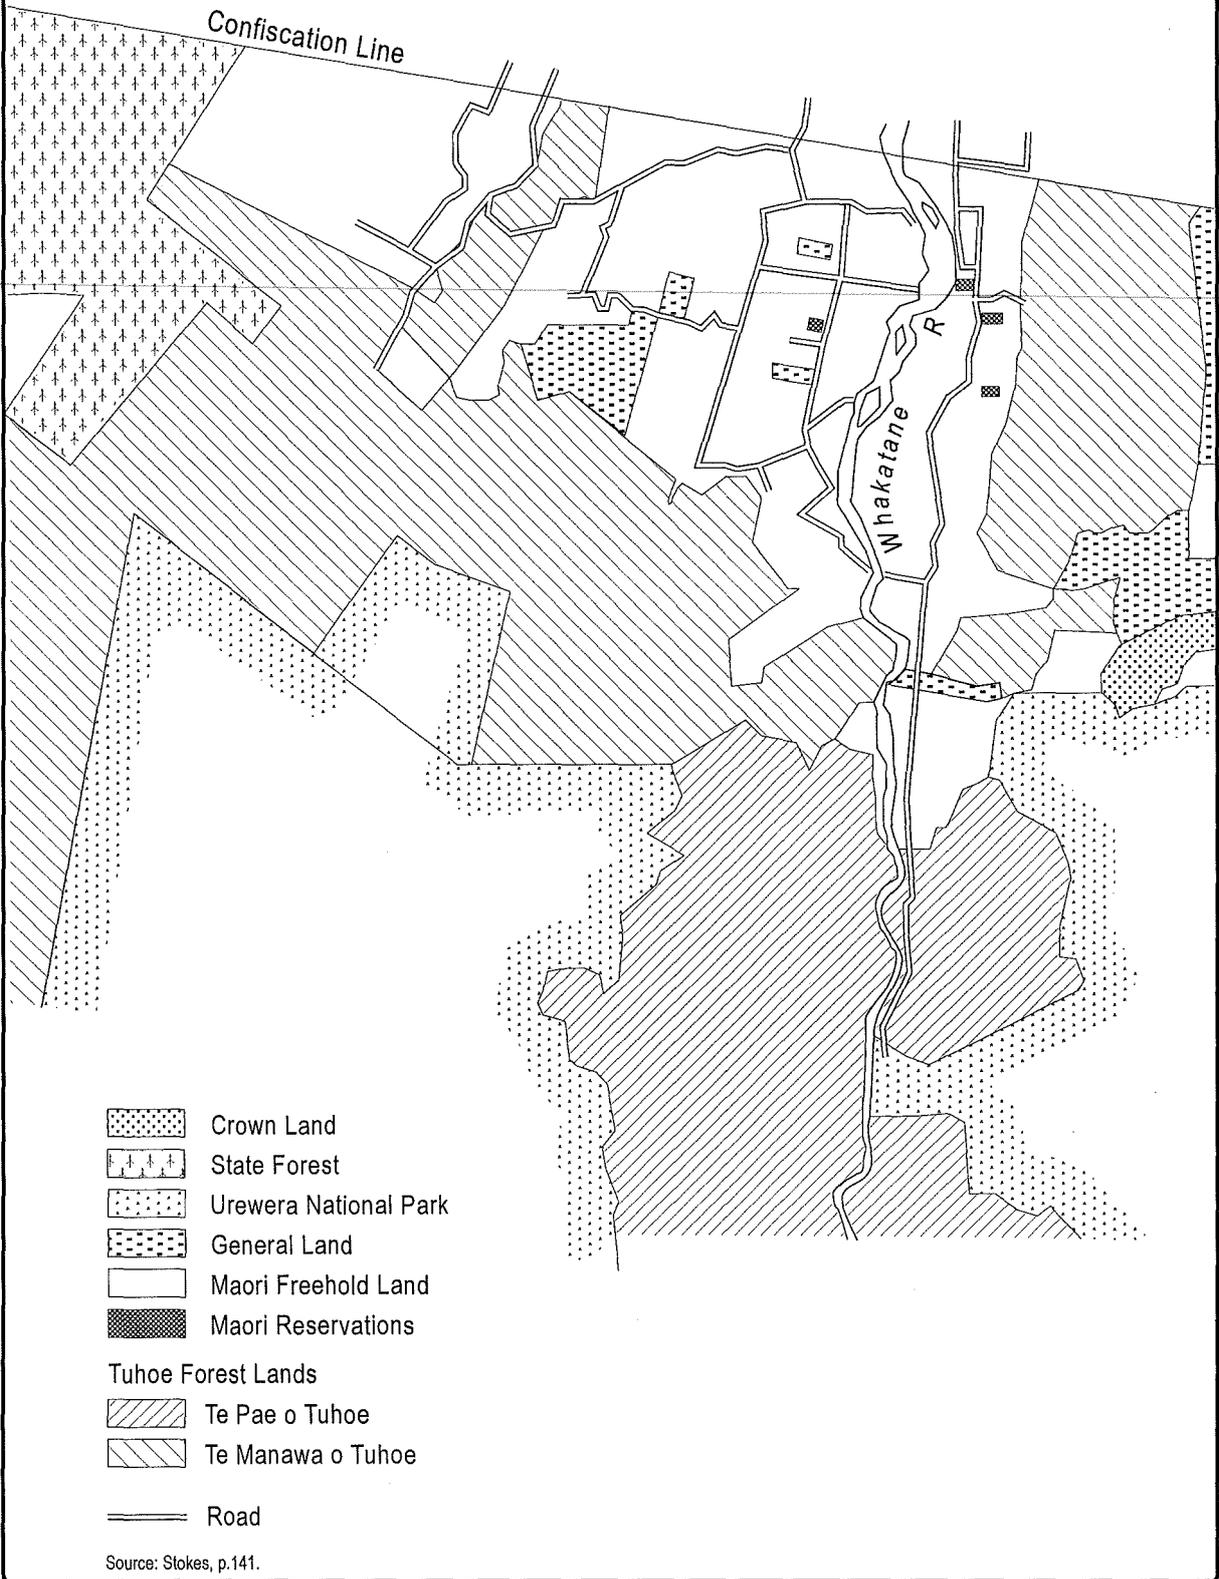 Confiscation Line
Whakatane R
Crown Land
State Forest
Urewera National Park
General Land
Maori Freehold Land
Maori Reservations
Tuhoe Forest Lands
Te Pae o Tuhoe
Te Manawa o Tuhoe
Road
Source: Stokes, p.141.